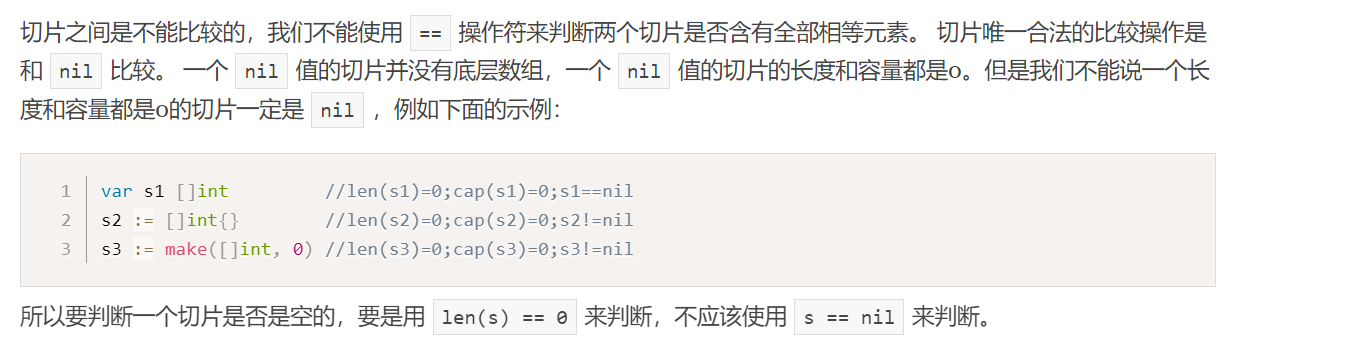 切片之间是不能比较的，我们不能使用 == 操作符来判断两个切片是否含有全部相等元素。 切片唯一合法的比较操作是
和 nil 比较。 一个 nil 值的切片并没有底层数组，一个 nil 值的切片的长度和容量都是0。但是我们不能说一个长
度和容量都是0的切片一定是 nil ，例如下面的示例：
1 var s1 []int         //len(s1)=0;cap(s1)=0;s1==nil
2 s2 := []int{}        //len(s2)=0;cap(s2)=0;s2!=nil
3 s3 := make([]int, 0) //len(s3)=0;cap(s3)=0;s3!=nil
所以要判断一个切片是否是空的，要是用 len(s) == 0 来判断，不应该使用 s == nil 来判断。